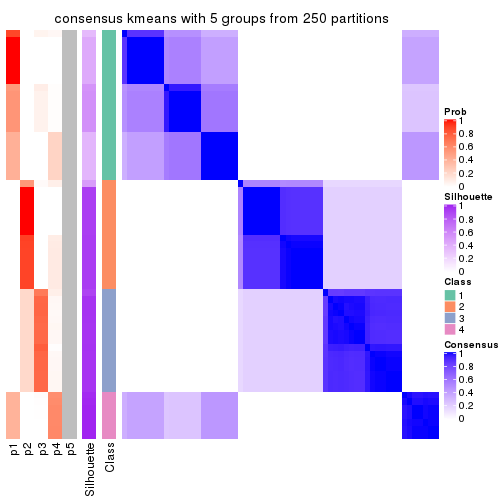 consensus kmeans with 5 groups from 250 partitions
Prob
1
0.8
0.6
0.4
0.2
0
Silhouette
1
0.8
0.6
0.4
0.2
0
Class
1
2
3
4
Consensus
1
0.8
0.6
0.4
0.2
0
p1
p2
p3
p4
p5
Silhouette
Class